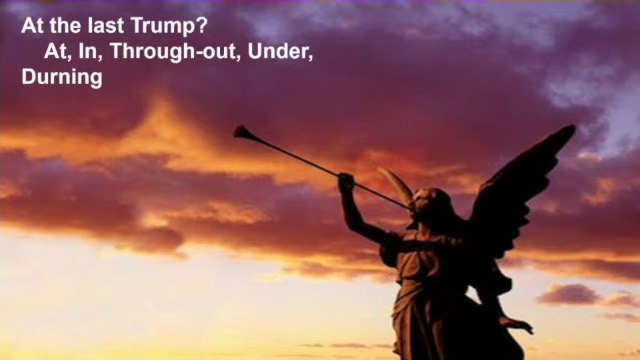 At the last Trump?
At, In, Through-out, Under,
Durning